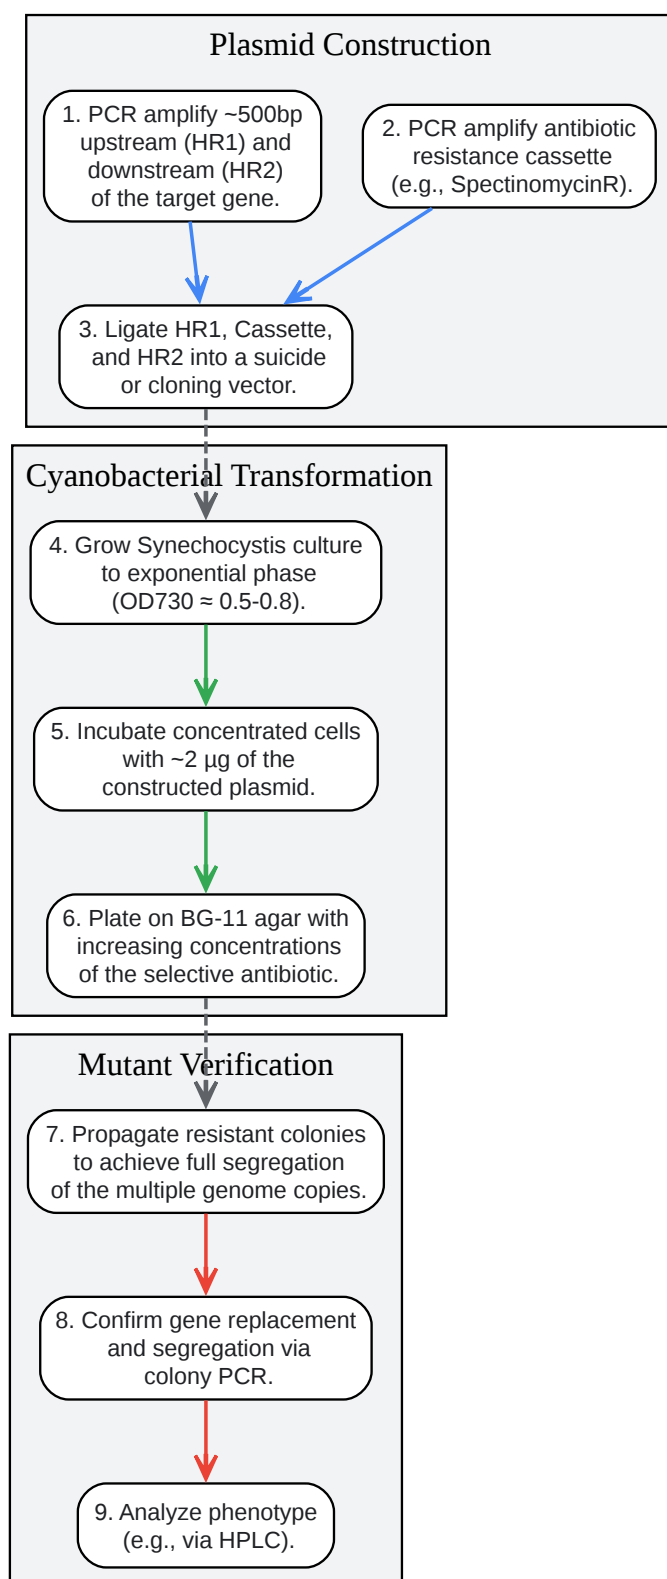 Plasmid Construction
1. PCR amplify ~500bp
upstream (HR1) and
downstream (HR2)
of the target gene.
2. PCR amplify antibiotic
resistance cassette
(e.g., SpectinomycinR).
3. Ligate HR1, Cassette,
and HR2 into a suicide
or cloning vector.
Cyanobacterial Transformation
4. Grow Synechocystis culture
to exponential phase
(OD730 ≈ 0.5-0.8).
5. Incubate concentrated cells
with ~2 µg of the
constructed plasmid.
6. Plate on BG-11 agar with
increasing concentrations
of the selective antibiotic.
Mutant Verification
7. Propagate resistant colonies
to achieve full segregation
of the multiple genome copies.
8. Confirm gene replacement
and segregation via
colony PCR.
9. Analyze phenotype
(e.g., via HPLC).